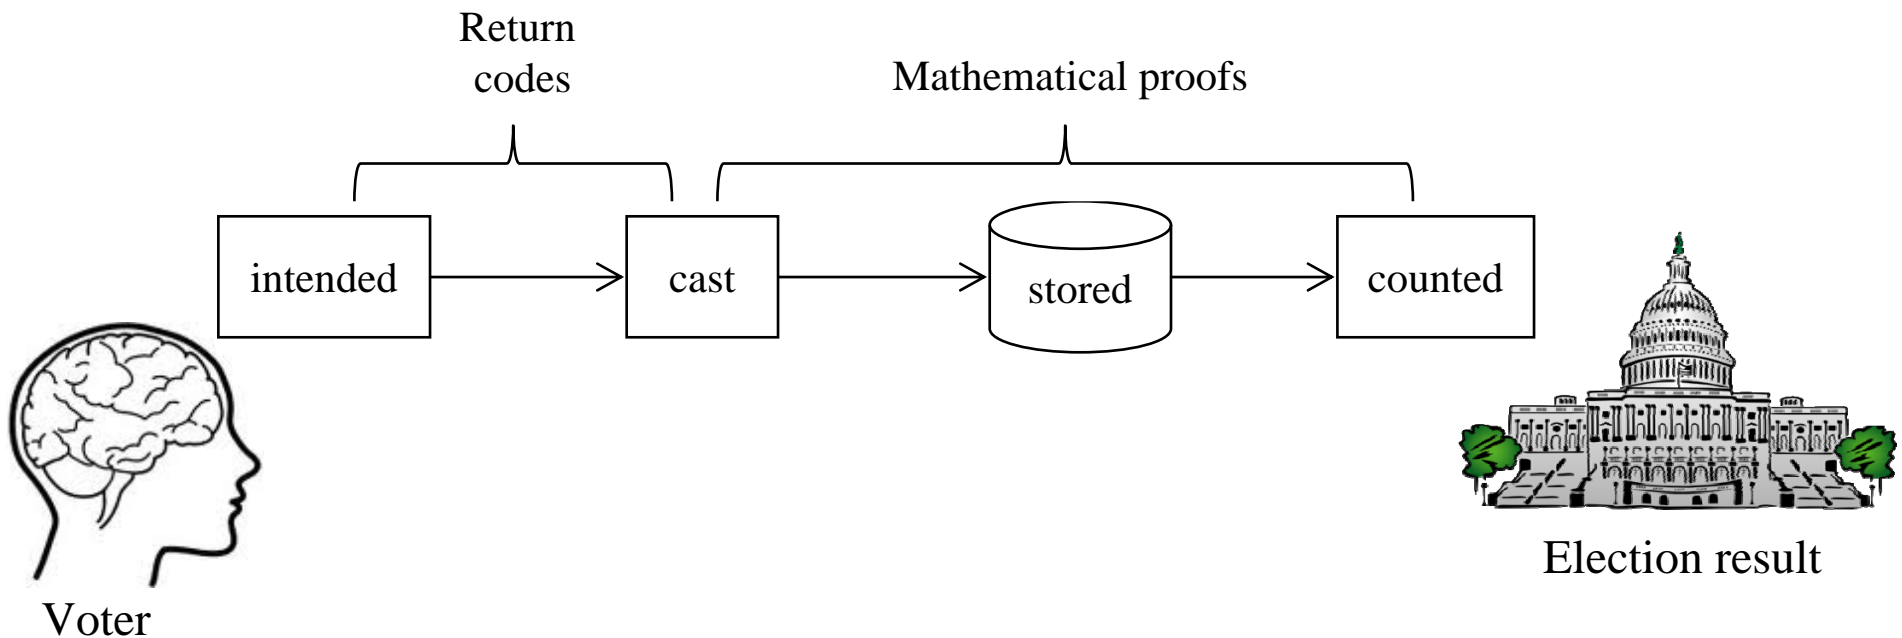 Return
codes
Mathematical proofs
intended
cast
stored
counted
Election result
Voter